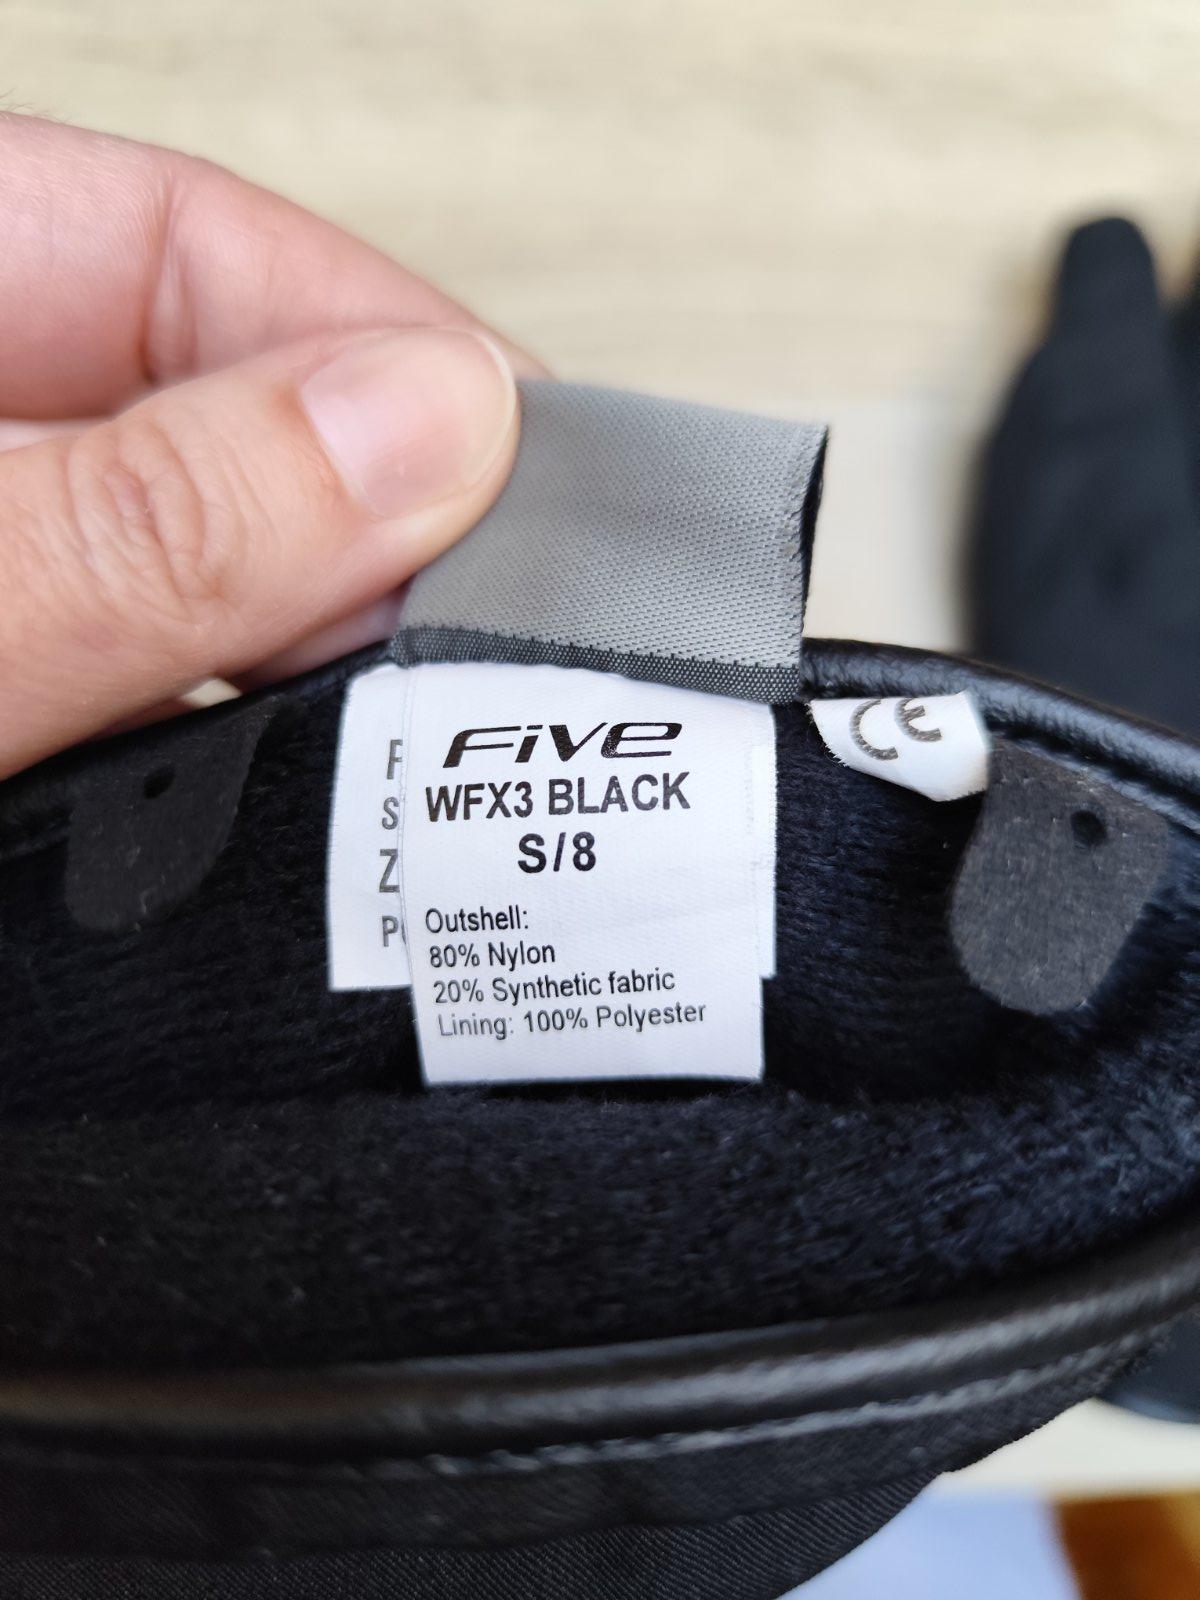 Five
WFX3 BLACK
S/8
Outshell:
80% Nylon
20% Synthetic fabric
Lining: 100% Polyester
CE